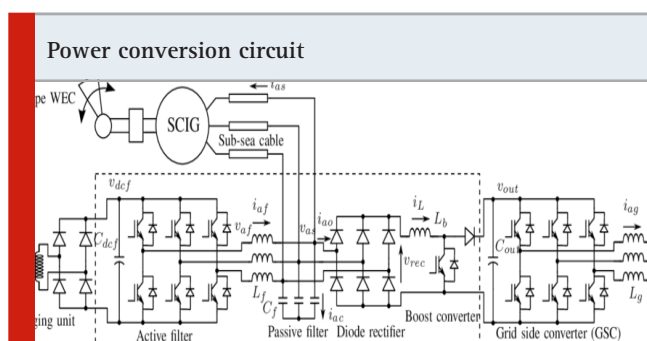 Power conversion circuit
i_as
pe WEC
SCIG
Sub-sea cable
v_dcf
i_af
v_af
v_as
i_ao
i_L
L_b
v_out
i_ag
C_dcf
v_rec
C_out
L_f
C_f
i_ac
L_g
ging unit
Active filter
Passive filter
Diode rectifier
Boost converter
Grid side converter (GSC)